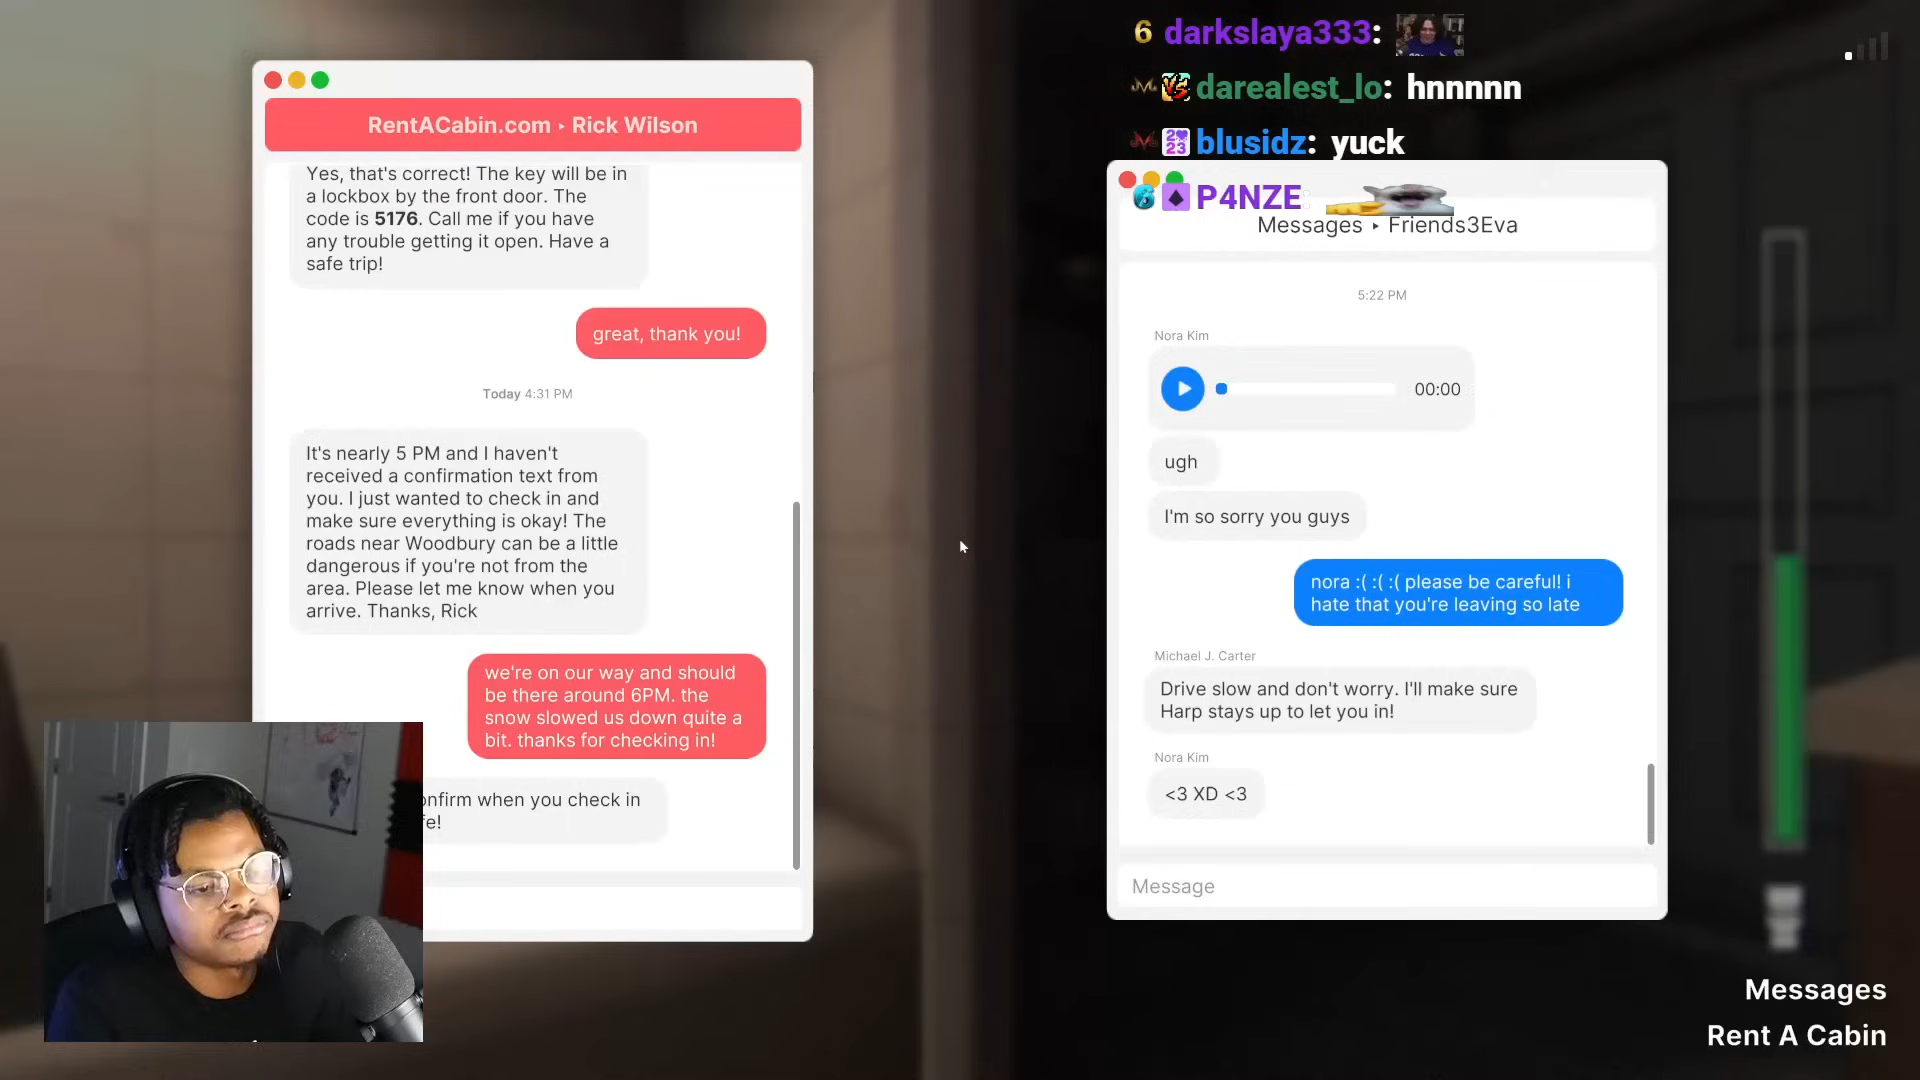 6 darkslaya333:
darealest_lo: hnnnnn
blusidz: yuck
P4NZE:
RentACabin.com ▸ Rick Wilson
Yes, that's correct! The key will be in
a lockbox by the front door. The
code is 5176. Call me if you have
any trouble getting it open. Have a
safe trip!
great, thank you!
Today 4:31 PM
It's nearly 5 PM and I haven't
received a confirmation text from
you. I just wanted to check in and
make sure everything is okay! The
roads near Woodbury can be a little
dangerous if you're not from the
area. Please let me know when you
arrive. Thanks, Rick
we're on our way and should
be there around 6PM. the
snow slowed us down quite a
bit. thanks for checking in!
onfirm when you check in
fe!
Messages ▸ Friends3Eva
5:22 PM
Nora Kim
00:00
ugh
I'm so sorry you guys
nora :( :( :( please be careful! i
hate that you're leaving so late
Michael J. Carter
Drive slow and don't worry. I'll make sure
Harp stays up to let you in!
Nora Kim
<3 XD <3
Message
Messages
Rent A Cabin